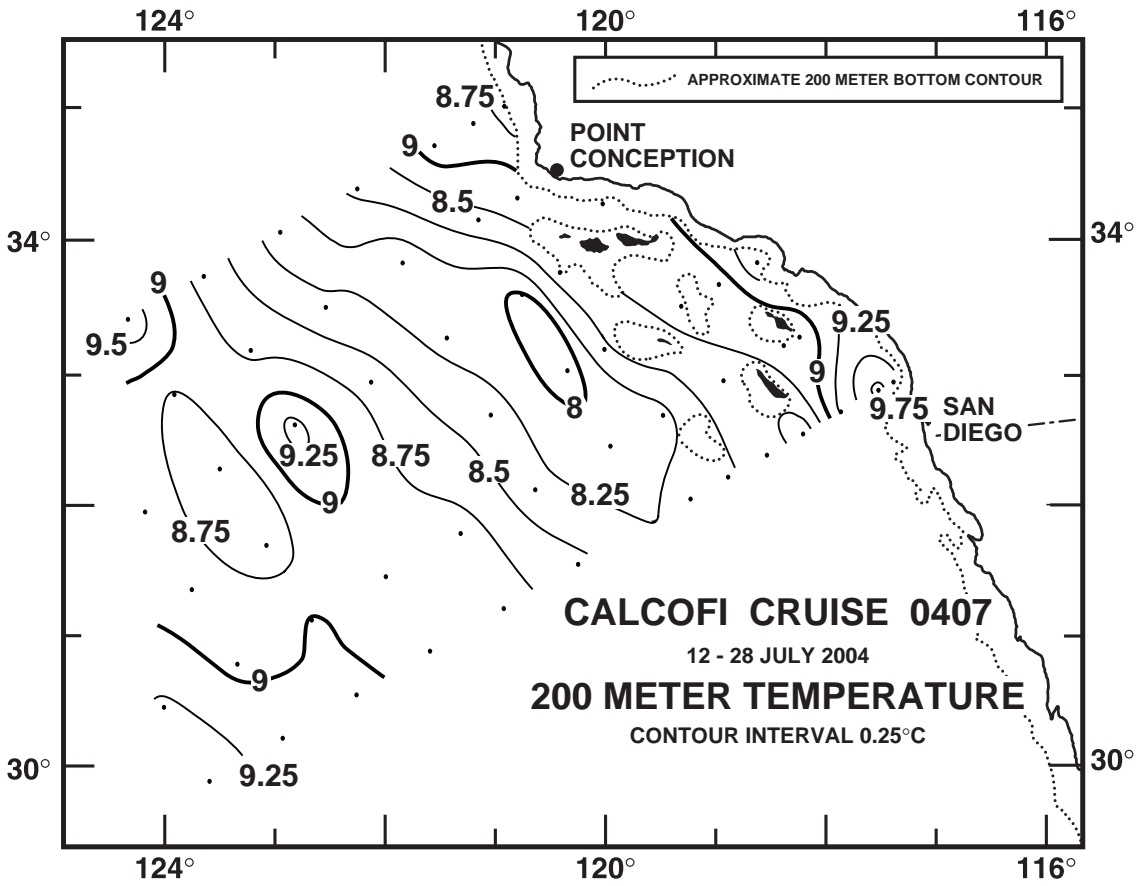 124° 120° 116°
APPROXIMATE 200 METER BOTTOM CONTOUR
8.75
POINT
CONCEPTION
9
8.5
34° 34°
9
9.25
9.5
9
8
9.75
SAN
DIEGO
9.25
8.75
8.5
8.25
9
8.75
CALCOFI CRUISE 0407
12 - 28 JULY 2004
9
200 METER TEMPERATURE
CONTOUR INTERVAL 0.25°C
30° 30°
9.25
124° 120° 116°